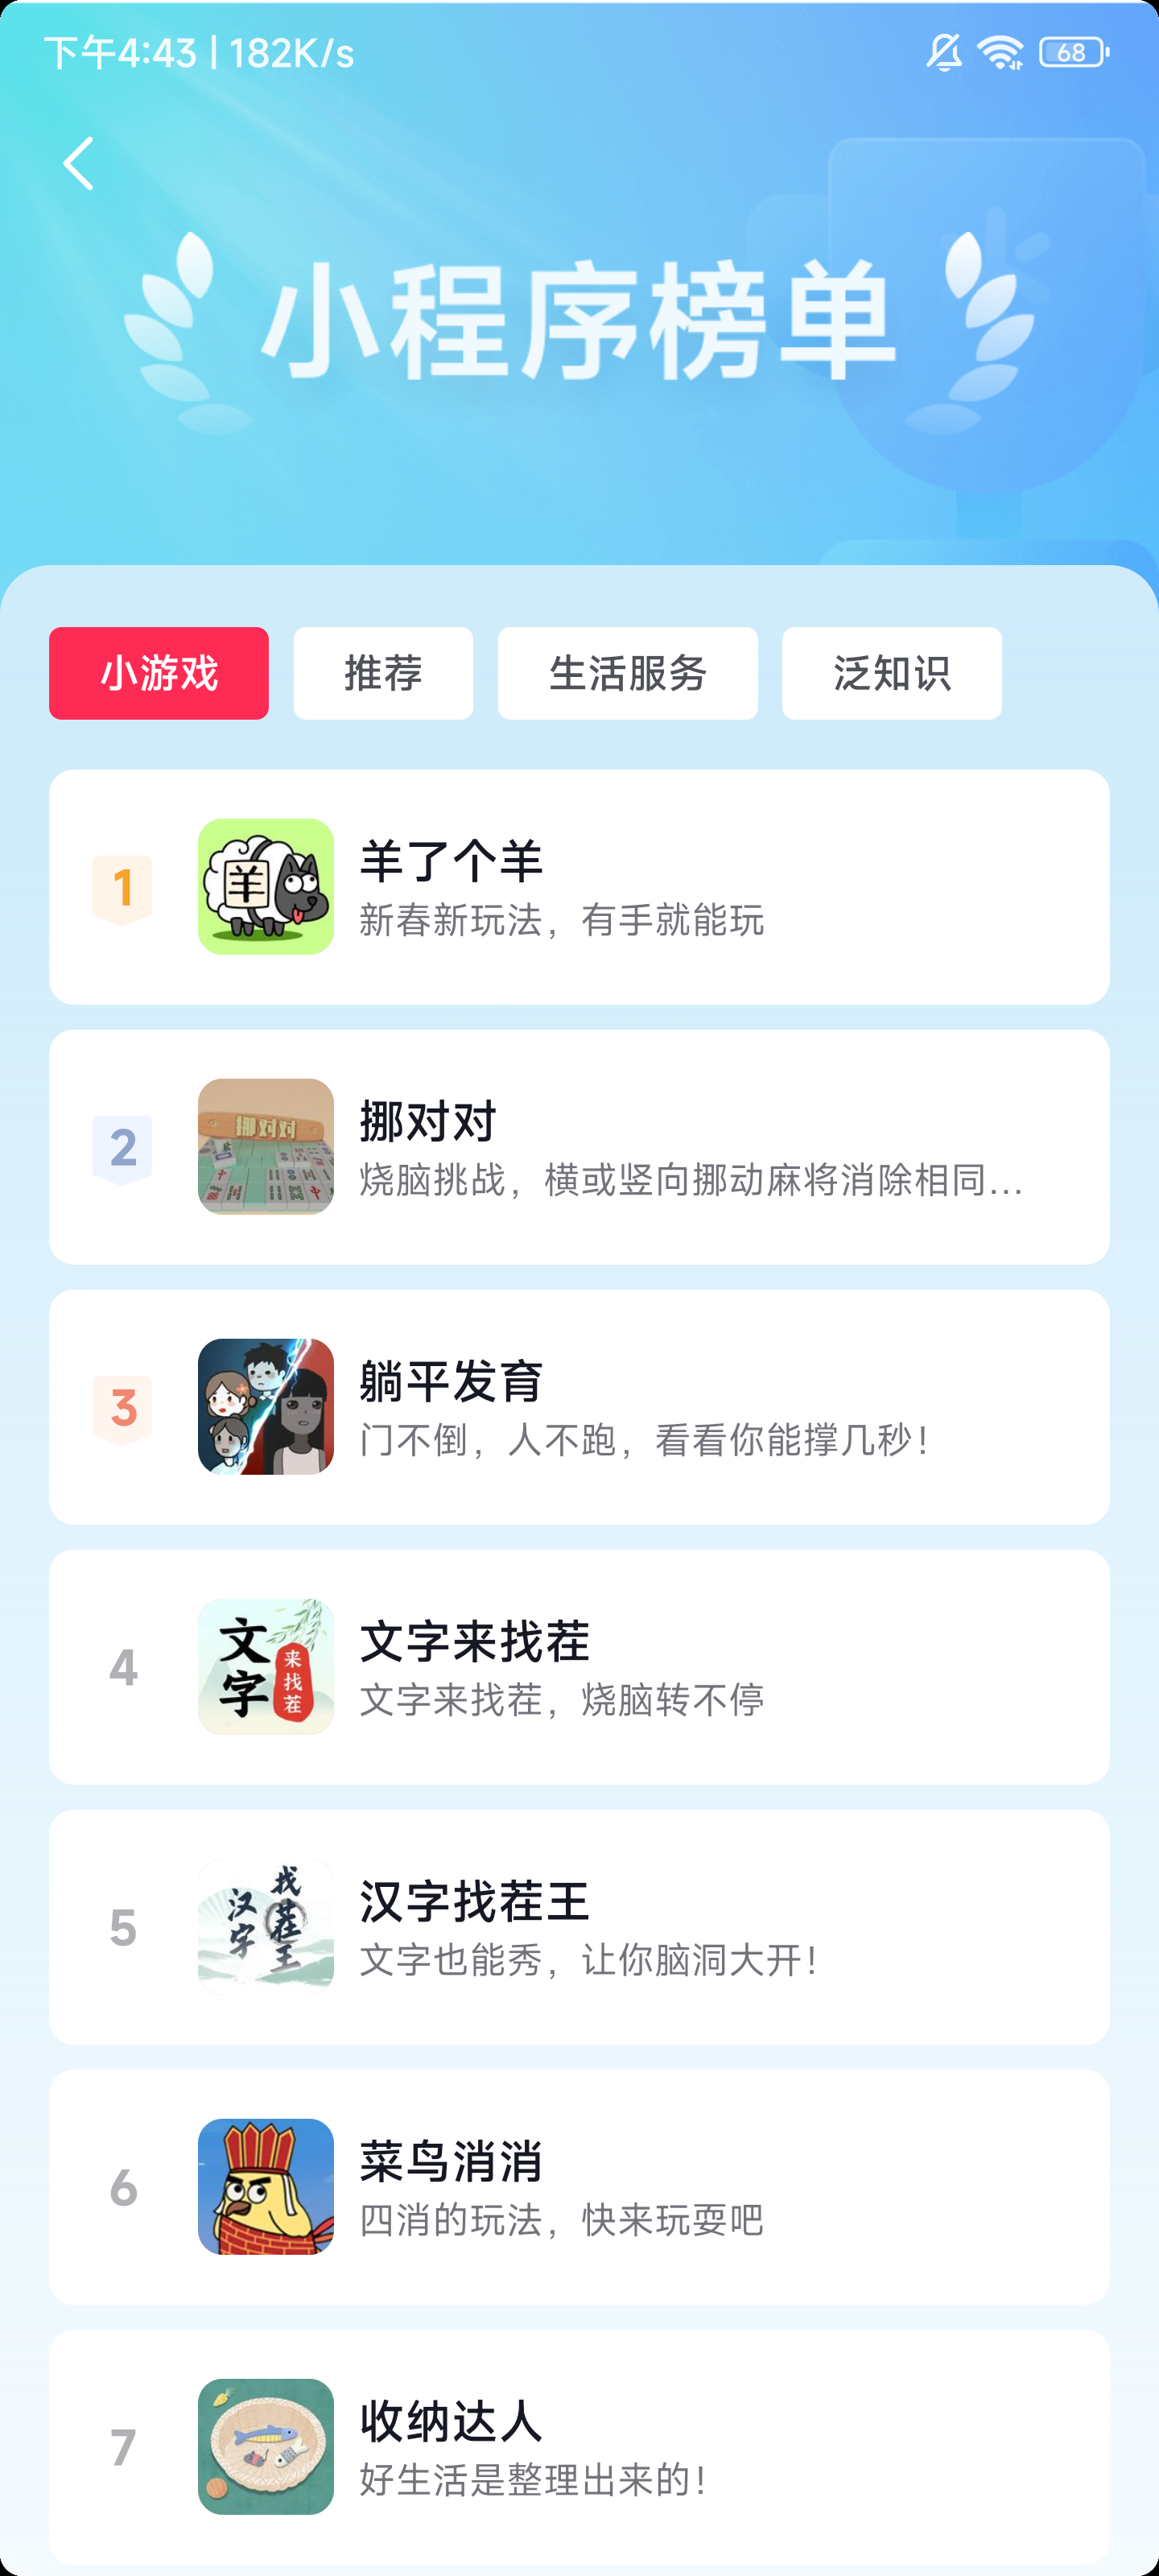 下午4:43 | 182K/s
68
小程序榜单
小游戏
推荐
生活服务
泛知识
1
羊
羊了个羊
新春新玩法，有手就能玩
2
挪对对
挪对对
烧脑挑战，横或竖向挪动麻将消除相同...
3
躺平发育
门不倒，人不跑，看看你能撑几秒！
4
文字
来找茬
文字来找茬
文字来找茬，烧脑转不停
5
汉字
找茬王
汉字找茬王
文字也能秀，让你脑洞大开！
6
菜鸟消消
四消的玩法，快来玩耍吧
7
收纳达人
好生活是整理出来的！